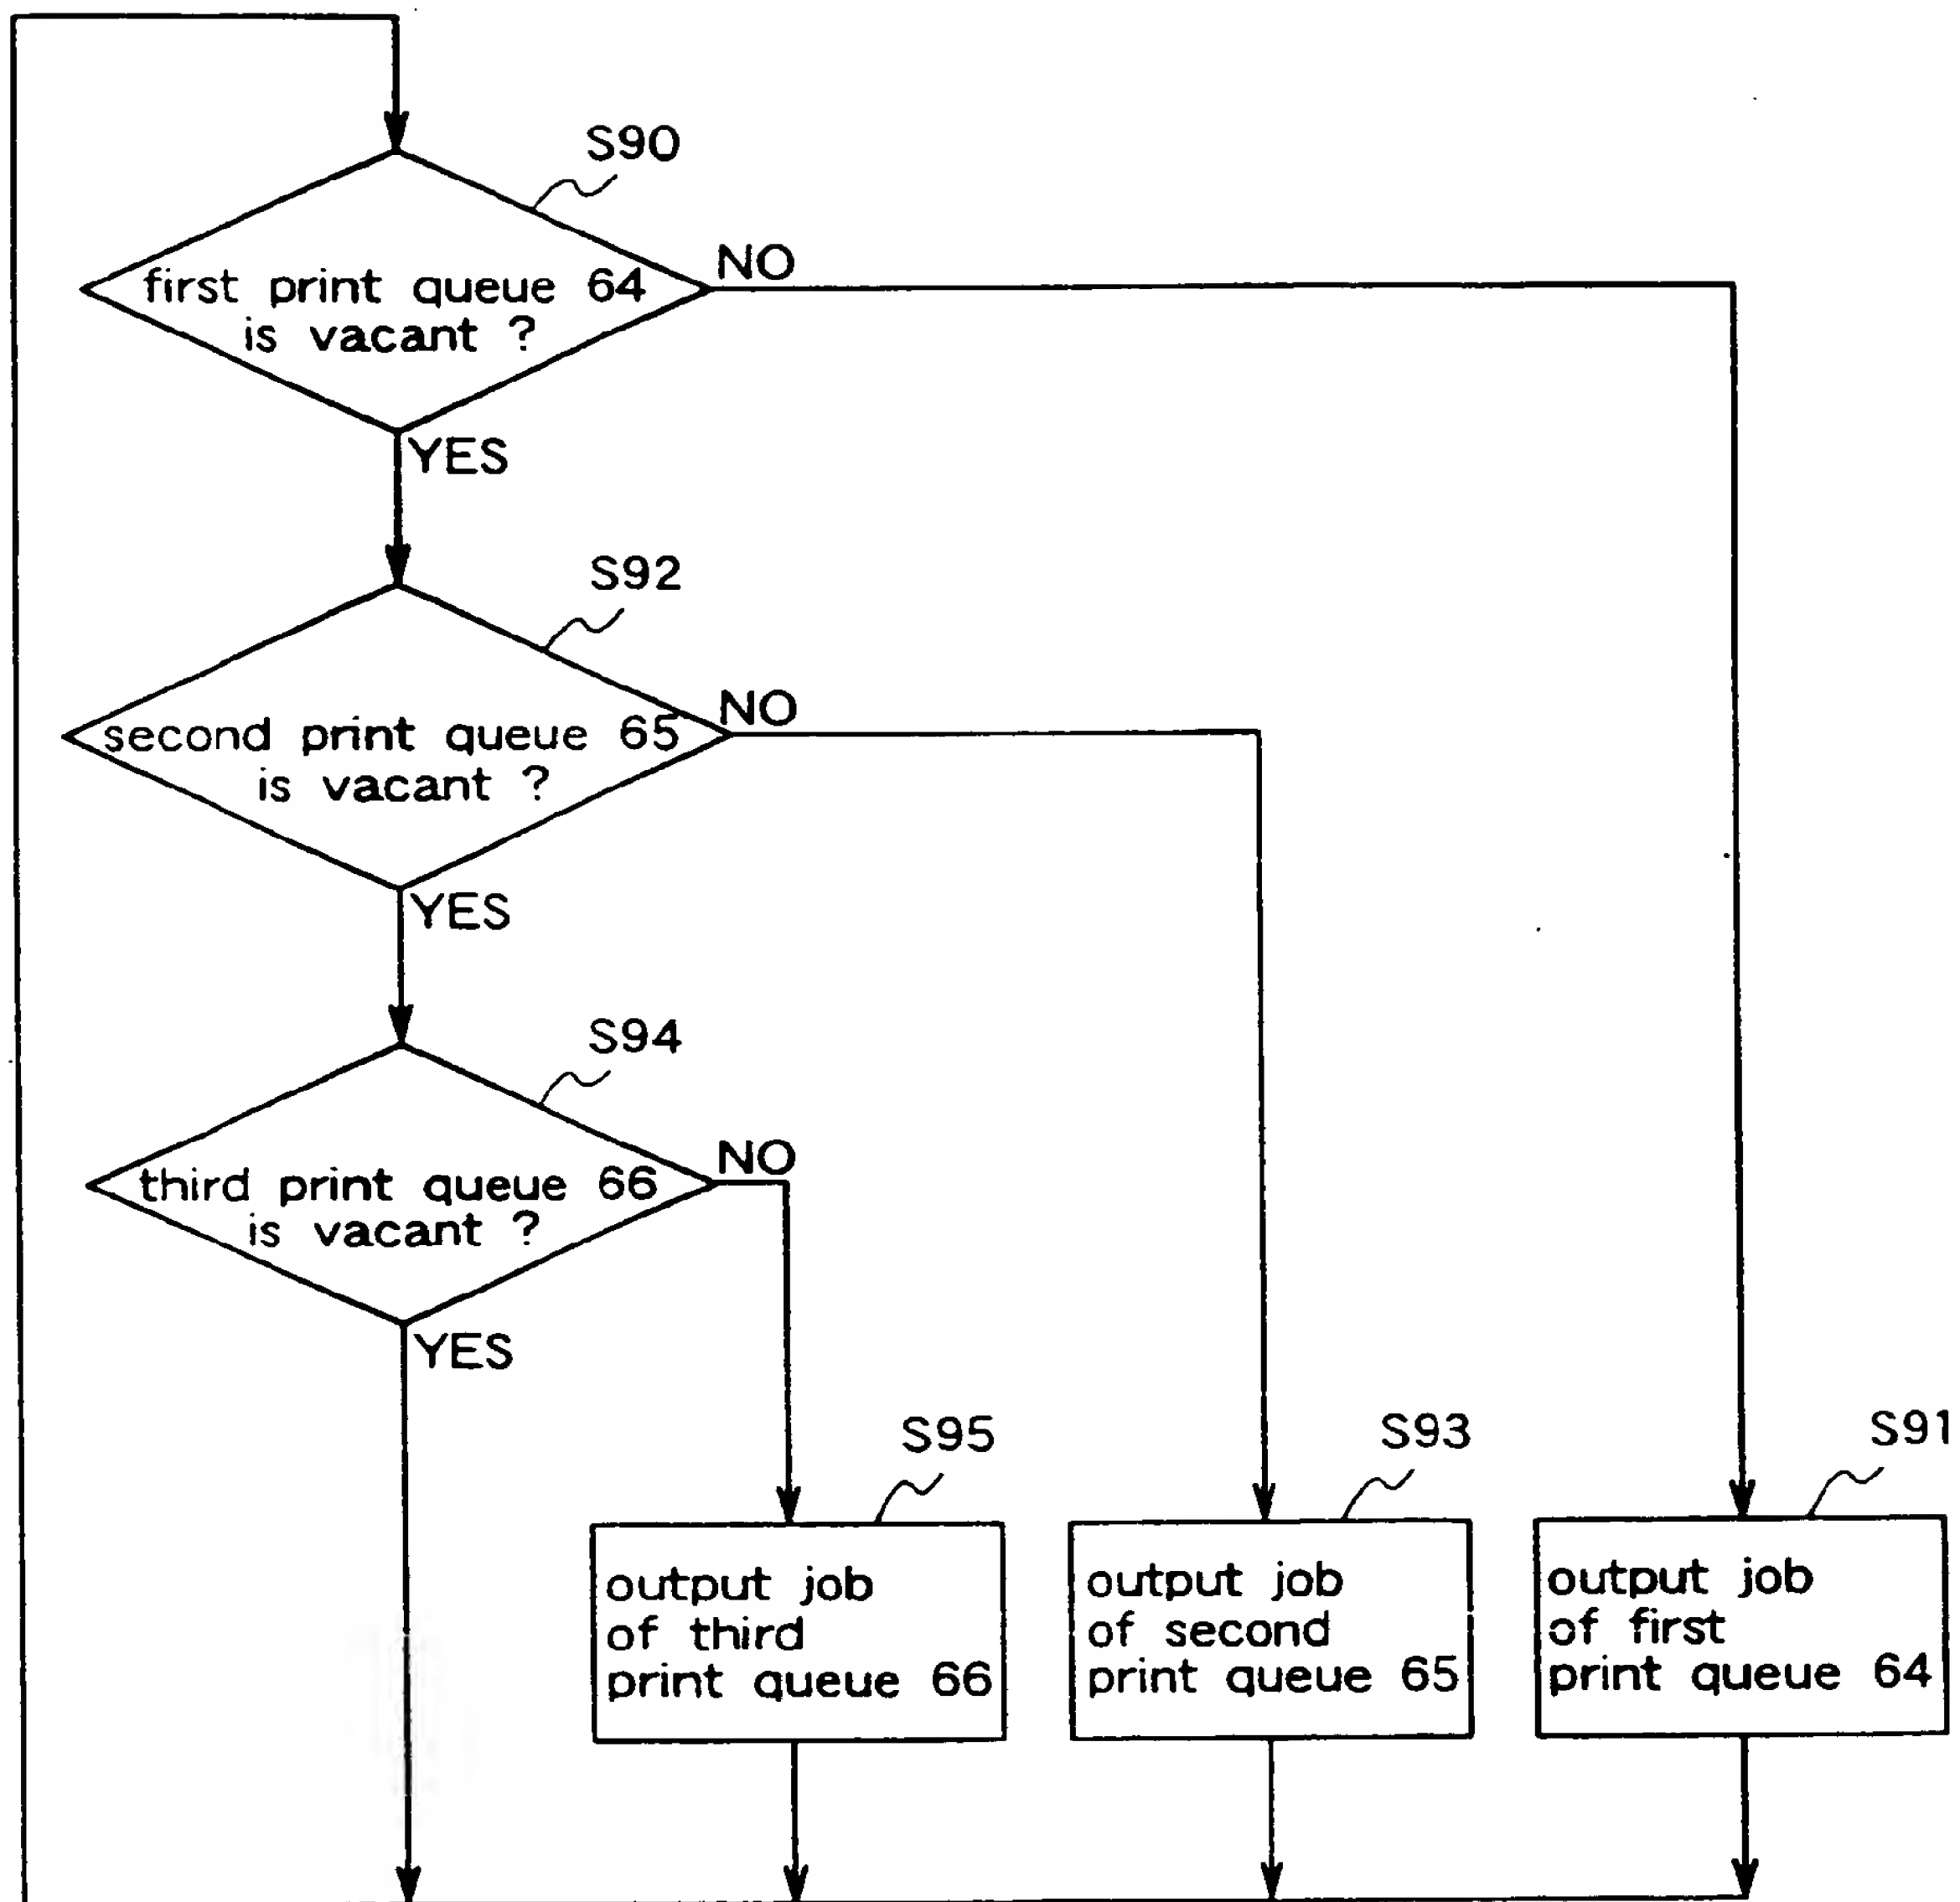 S90
first print queue 64
is vacant ?
NO
YES
S92
second print queue 65
is vacant ?
NO
YES
S94
third print queue 66
is vacant ?
NO
YES
S95
output job
of third
print queue 66
S93
output job
of second
print queue 65
S91
output job
of first
print queue 64